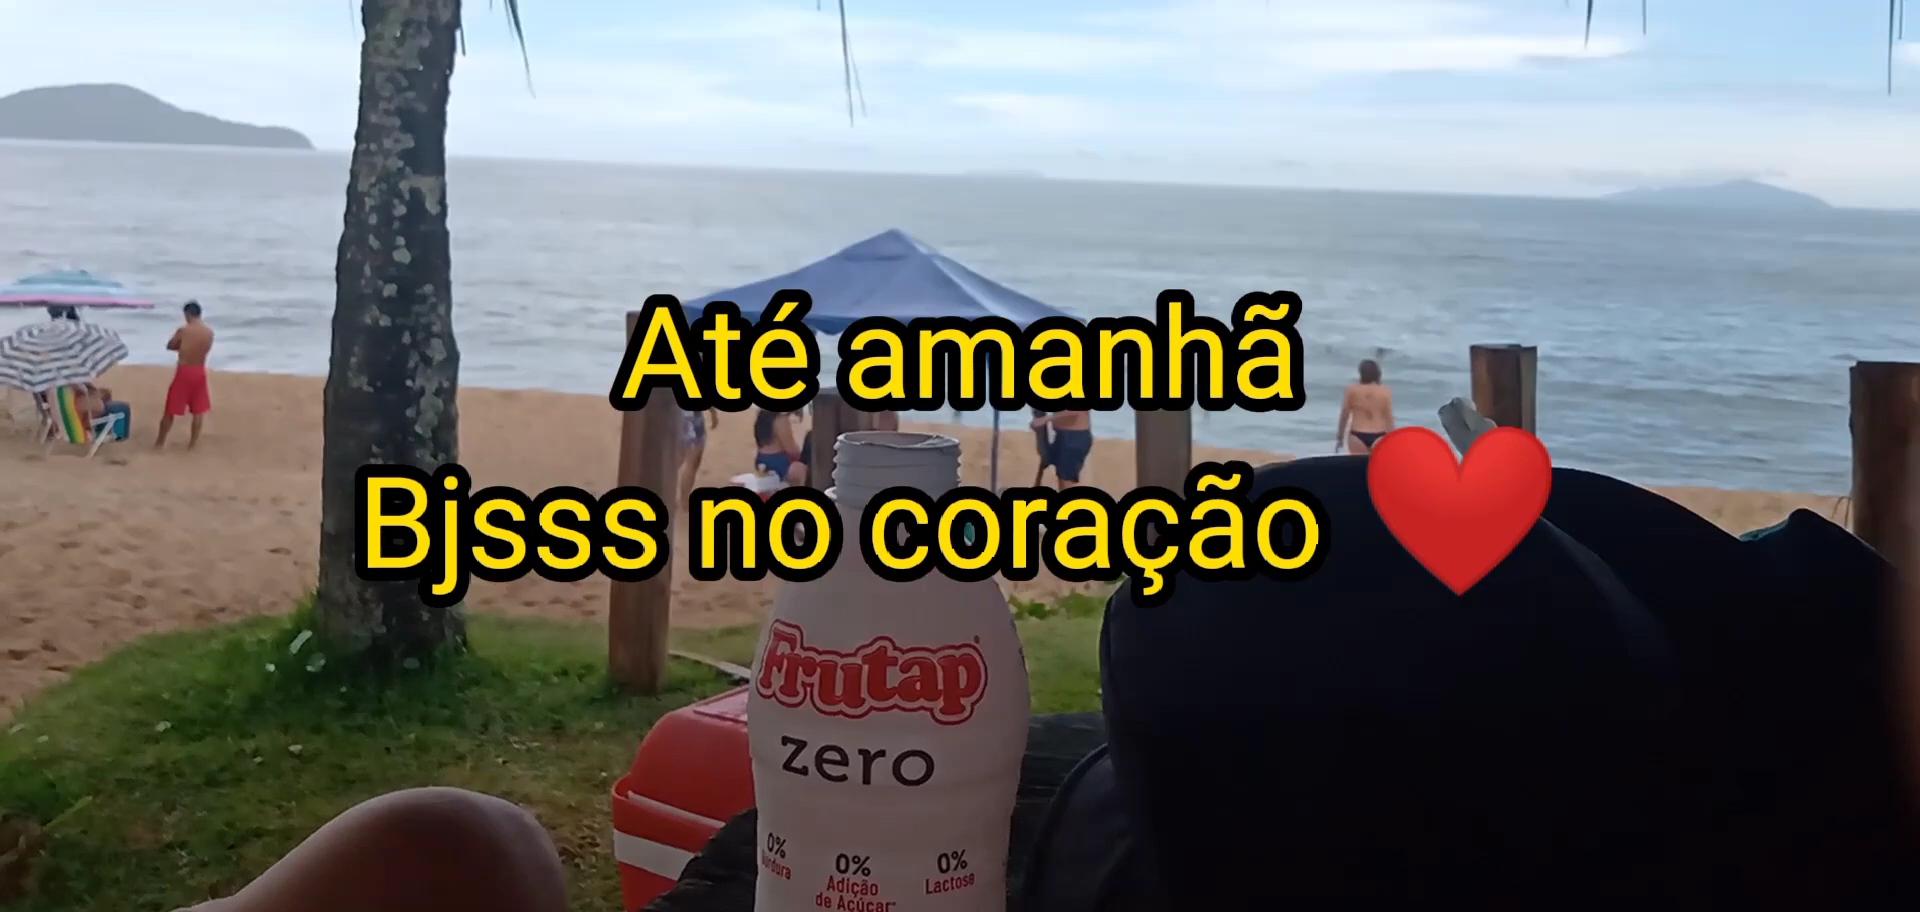 Até amanhã
Bjsss no coração ❤️
Frutap
zero
0%
0%
Adição
de Açúcar
0%
Lactose